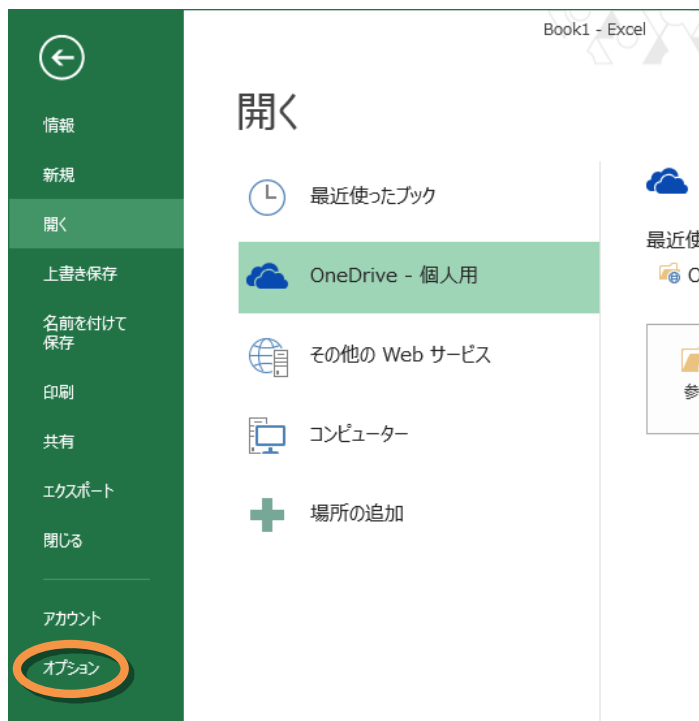 Book1 - Excel
情報
新規
開く
上書き保存
名前を付けて
保存
印刷
共有
エクスポート
閉じる
アカウント
オプション
開く
最近使ったブック
OneDrive - 個人用
その他の Web サービス
コンピューター
場所の追加
最近使
O
参